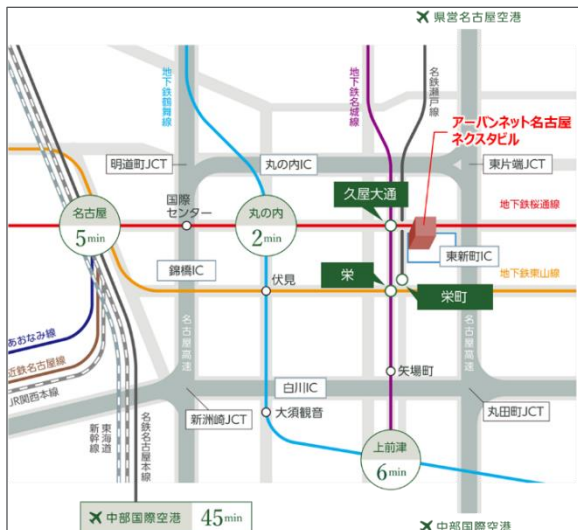 県営名古屋空港
地下鉄鶴舞線
地下鉄名城線
名鉄瀬戸線
アーバンネット名古屋
ネクスタビル
明道町JCT
丸の内IC
東片端JCT
久屋大通
国際
センター
名古屋
5min
丸の内
2min
地下鉄桜通線
東新町IC
錦橋IC
伏見
栄
栄町
地下鉄東山線
あおなみ線
近鉄名古屋線
JR関西本線
名古屋高速
名古屋高速
矢場町
白川IC
新洲崎JCT
大須観音
丸田町JCT
東海道
新幹線
名鉄名古屋本線
上前津
6min
中部国際空港 45min
中部国際空港